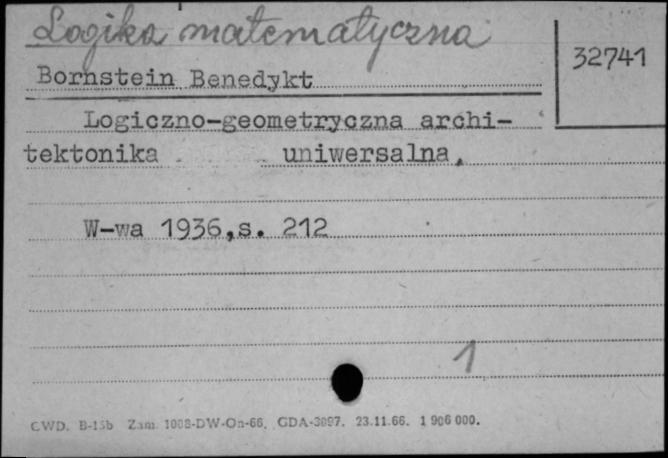 Logika matematyczna
32741
Bornstein Benedykt
Logiczno-geometryczna archi-
tektonika uniwersalna.
W-wa 1936,s. 212
1
CWD. B-15b Zam. 1008-DW-On-66. GDA-3097. 23.11.66. 1 906 000.